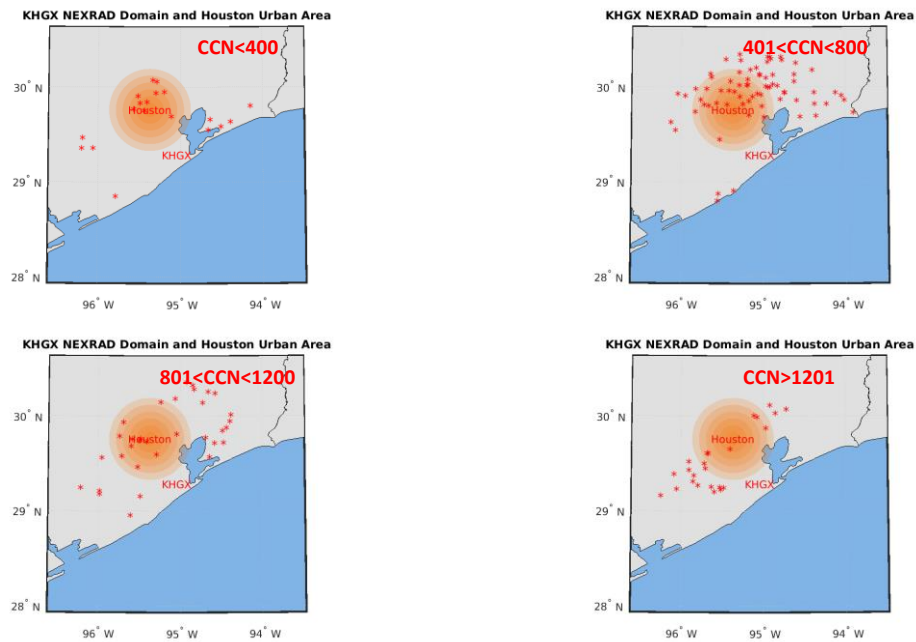 KHGX NEXRAD Domain and Houston Urban Area
CCN<400
30° N
Houston
KHGX
29° N
28° N
96° W
95° W
94° W
KHGX NEXRAD Domain and Houston Urban Area
401<CCN<800
30° N
Houston
KHGX
29° N
28° N
96° W
95° W
94° W
KHGX NEXRAD Domain and Houston Urban Area
801<CCN<1200
30° N
Houston
KHGX
29° N
28° N
96° W
95° W
94° W
KHGX NEXRAD Domain and Houston Urban Area
CCN>1201
30° N
Houston
KHGX
29° N
28° N
96° W
95° W
94° W